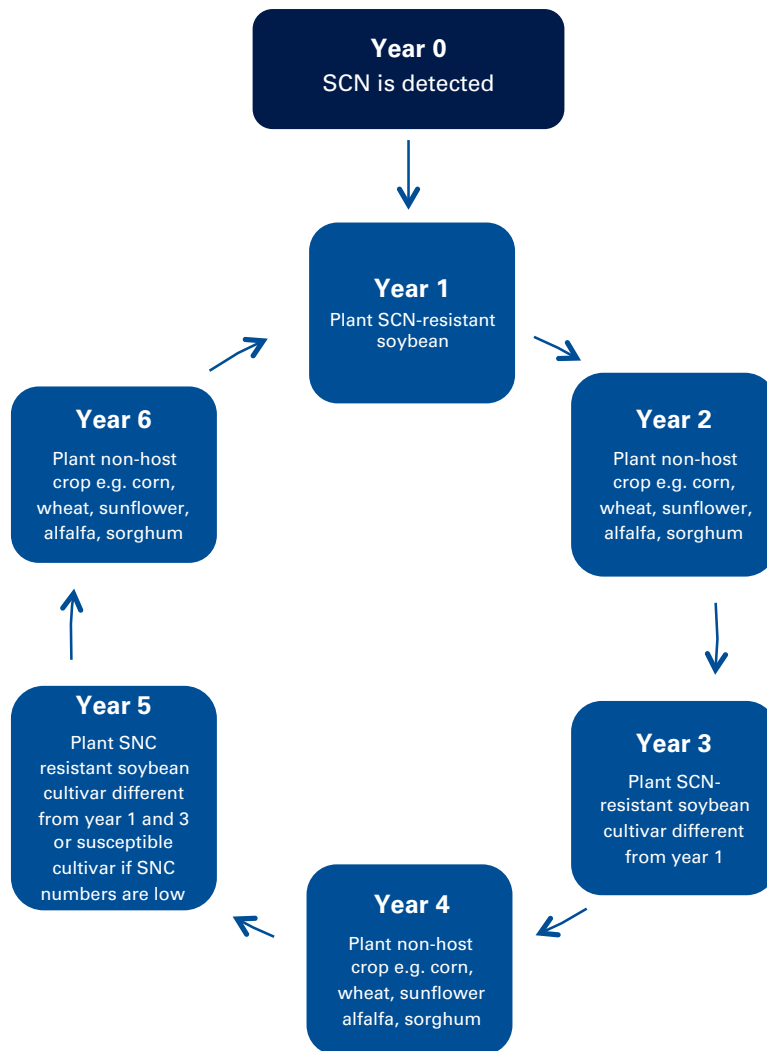 Year 0
SCN is detected
Year 1
Plant SCN-resistant
soybean
Year 2
Plant non-host
crop e.g. corn,
wheat, sunflower,
alfalfa, sorghum
Year 3
Plant SCN-
resistant soybean
cultivar different
from year 1
Year 4
Plant non-host
crop e.g. corn,
wheat, sunflower
alfalfa, sorghum
Year 5
Plant SNC
resistant soybean
cultivar different
from year 1 and 3
or susceptible
cultivar if SNC
numbers are low
Year 6
Plant non-host
crop e.g. corn,
wheat, sunflower,
alfalfa, sorghum